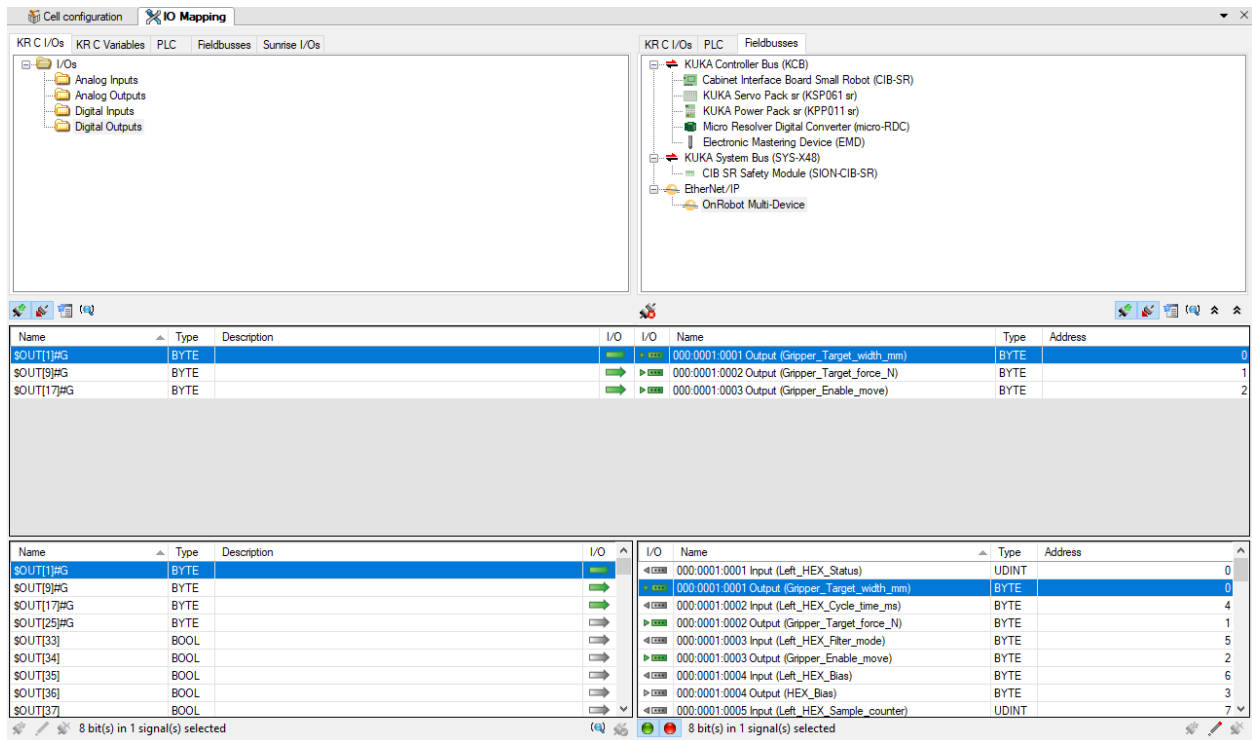 Cell configuration
IO Mapping
KR C I/Os KR C Variables PLC Fieldbusses Sunrise I/Os
I/Os
Analog Inputs
Analog Outputs
Digital Inputs
Digital Outputs
KR C I/Os PLC Fieldbusses
KUKA Controller Bus (KCB)
Cabinet Interface Board Small Robot (CIB-SR)
KUKA Servo Pack sr (KSP061 sr)
KUKA Power Pack sr (KPP011 sr)
Micro Resolver Digital Converter (micro-RDC)
Electronic Mastering Device (EMD)
KUKA System Bus (SYS-X48)
CIB SR Safety Module (SION-CIB-SR)
EtherNet/IP
OnRobot Multi-Device
Name Type Description I/O I/O Name Type Address
$OUT[1]#G BYTE 000:0001:0001 Output (Gripper_Target_width_mm) BYTE 0
$OUT[9]#G BYTE 000:0001:0002 Output (Gripper_Target_force_N) BYTE 1
$OUT[17]#G BYTE 000:0001:0003 Output (Gripper_Enable_move) BYTE 2
Name Type Description I/O I/O Name Type Address
$OUT[1]#G BYTE 000:0001:0001 Input (Left_HEX_Status) UDINT 0
$OUT[9]#G BYTE 000:0001:0001 Output (Gripper_Target_width_mm) BYTE 0
$OUT[17]#G BYTE 000:0001:0002 Input (Left_HEX_Cycle_time_ms) BYTE 4
$OUT[25]#G BYTE 000:0001:0002 Output (Gripper_Target_force_N) BYTE 1
$OUT[33] BOOL 000:0001:0003 Input (Left_HEX_Filter_mode) BYTE 5
$OUT[34] BOOL 000:0001:0003 Output (Gripper_Enable_move) BYTE 2
$OUT[35] BOOL 000:0001:0004 Input (Left_HEX_Bias) BYTE 6
$OUT[36] BOOL 000:0001:0004 Output (HEX_Bias) BYTE 3
$OUT[37] BOOL 000:0001:0005 Input (Left_HEX_Sample_counter) UDINT 7
8 bit(s) in 1 signal(s) selected 8 bit(s) in 1 signal(s) selected